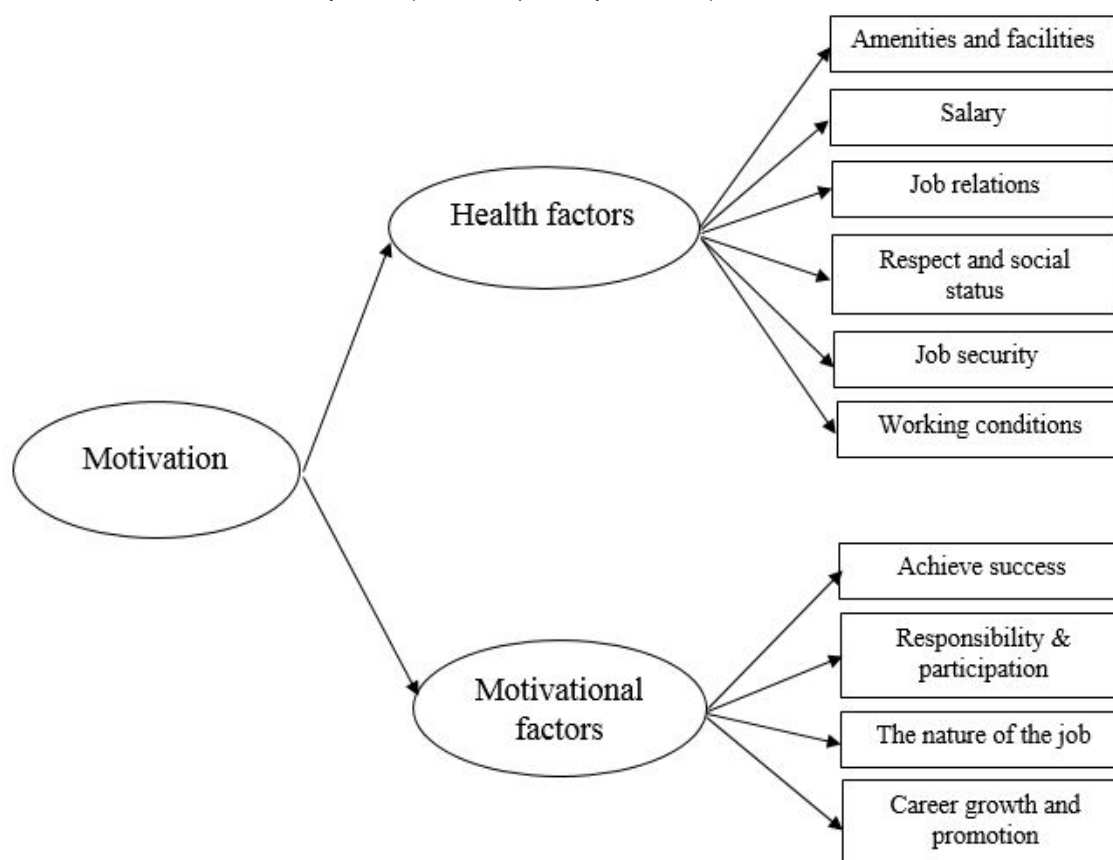 Amenities and facilities
Salary
Job relations
Health factors
Respect and social
status
Job security
Working conditions
Motivation
Achieve success
Responsibility &
participation
Motivational
factors
The nature of the job
Career growth and
promotion